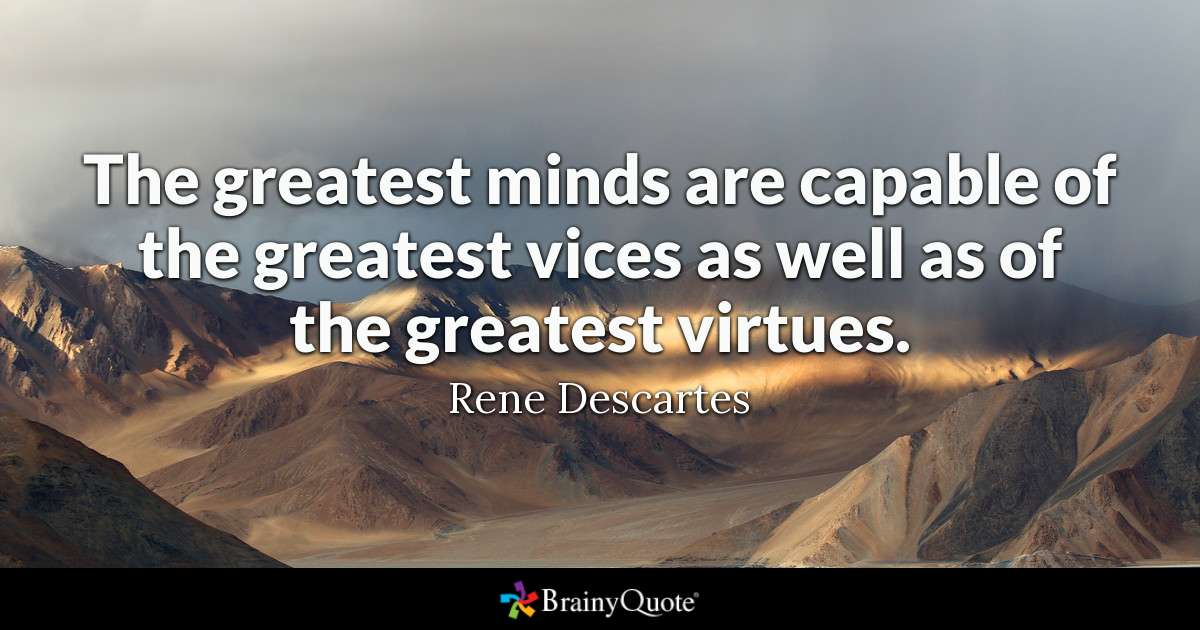 The greatest minds are capable of
the greatest vices as well as of
the greatest virtues.
Rene Descartes
BrainyQuote®